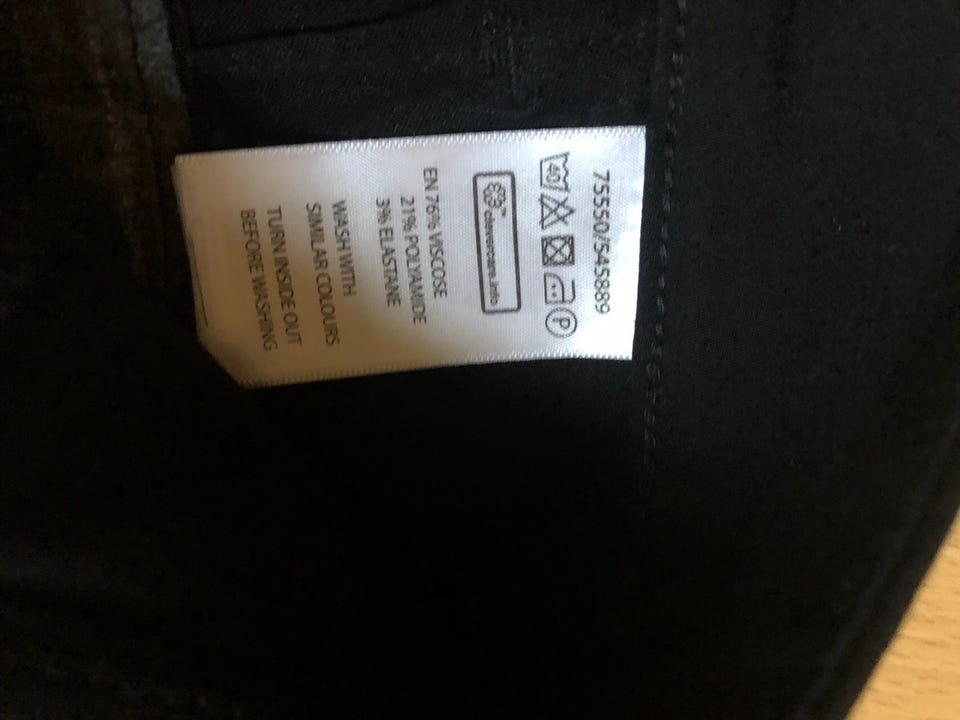 75550/545889
40 P
clevercare.info
EN 76% VISCOSE
21% POLYAMIDE
3% ELASTANE
WASH WITH
SIMILAR COLOURS
TURN INSIDE OUT
BEFORE WASHING